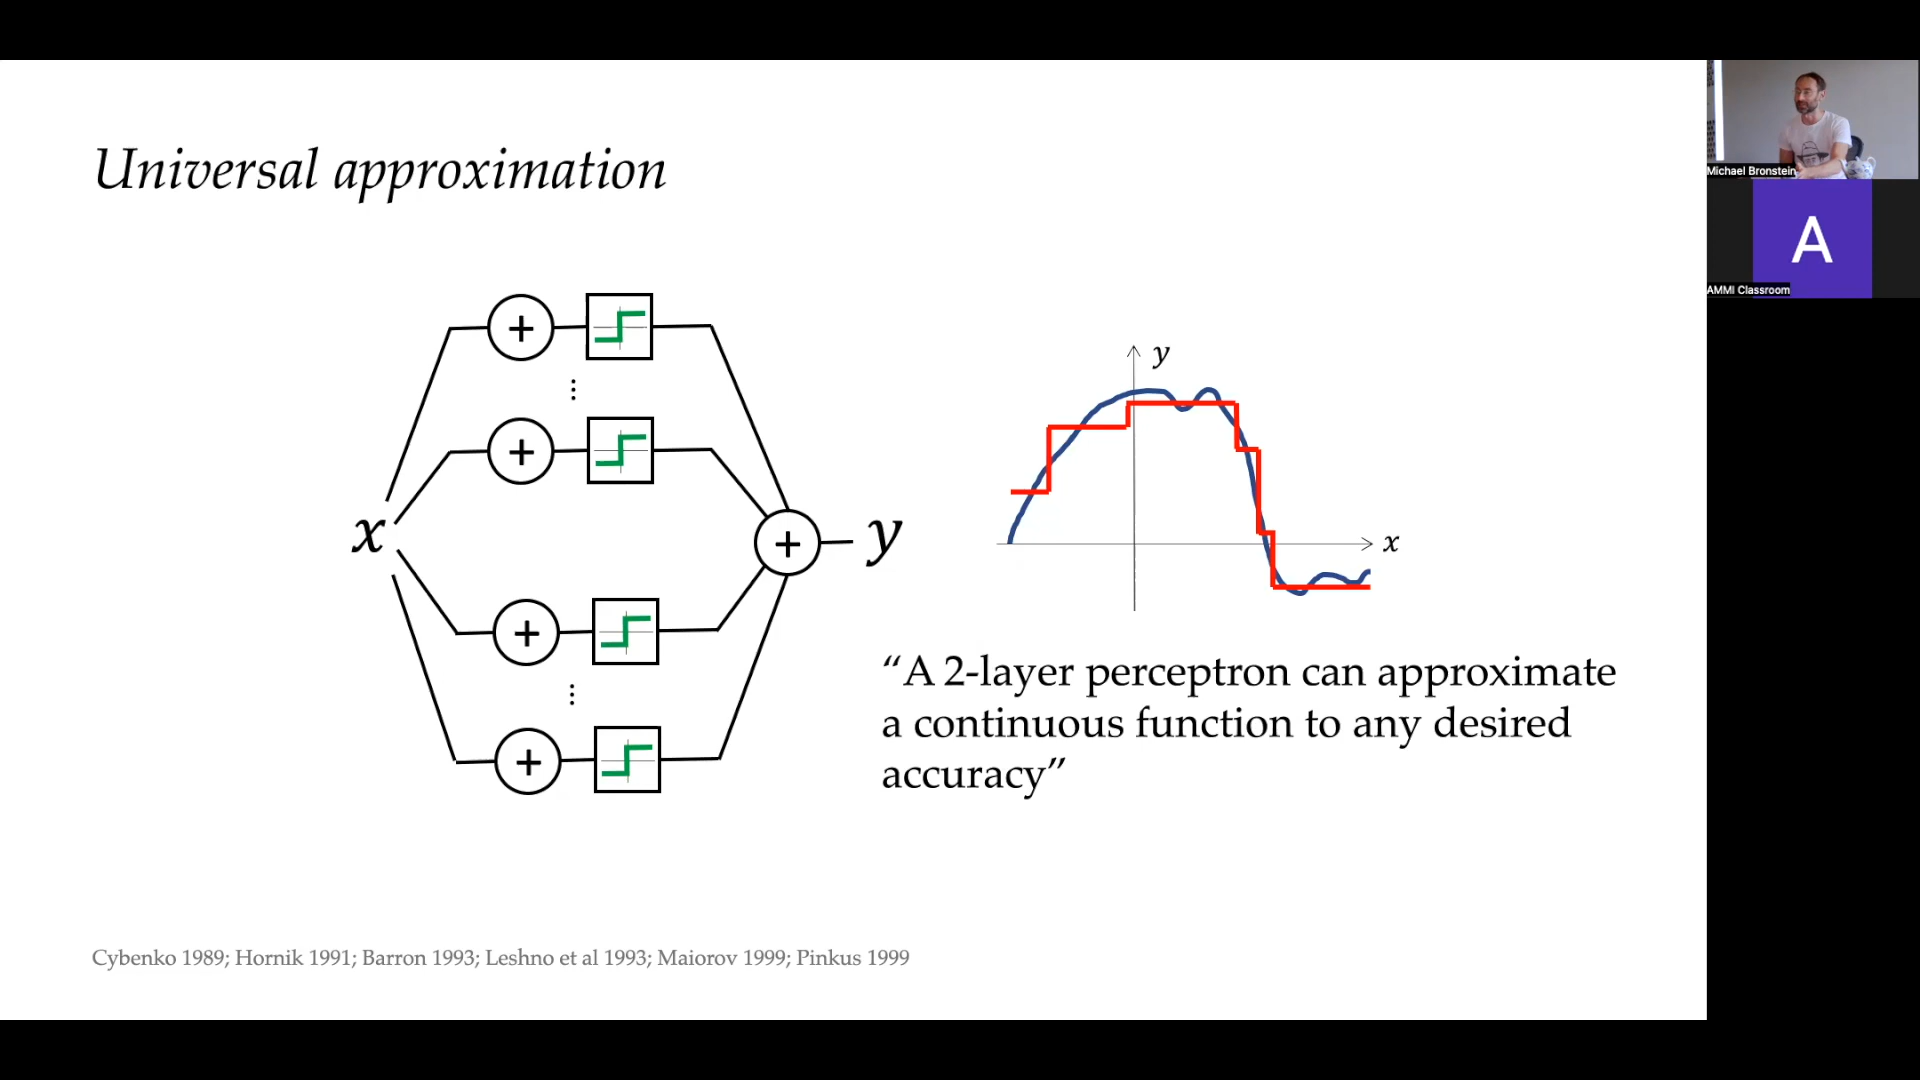 Universal approximation
Michael Bronstein
A
AMMI Classroom
+
⋮
+
x
+
y
+
⋮
+
y
x
“A 2-layer perceptron can approximate
a continuous function to any desired
accuracy”
Cybenko 1989; Hornik 1991; Barron 1993; Leshno et al 1993; Maiorov 1999; Pinkus 1999